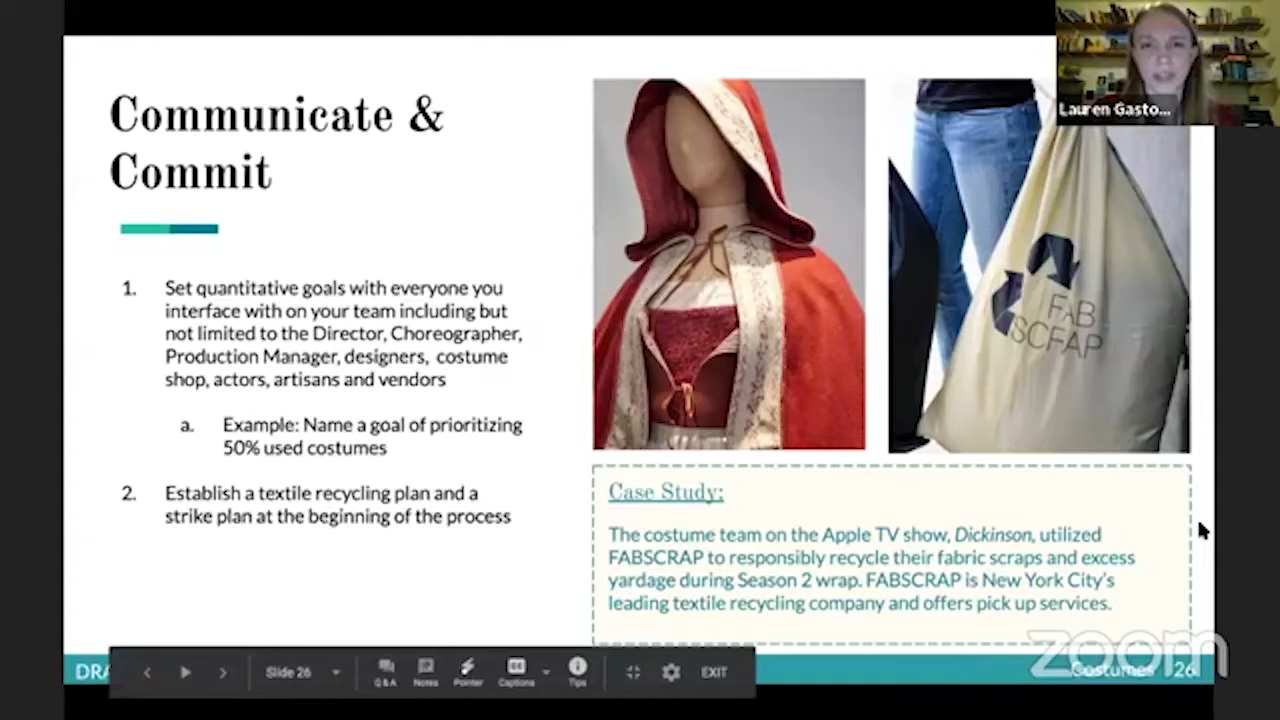 Communicate &
Commit
1. Set quantitative goals with everyone you
interface with on your team including but
not limited to the Director, Choreographer,
Production Manager, designers, costume
shop, actors, artisans and vendors
a. Example: Name a goal of prioritizing
50% used costumes
2. Establish a textile recycling plan and a
strike plan at the beginning of the process
Lauren Gasto...
FAB
SCRAP
Case Study:
The costume team on the Apple TV show, Dickinson, utilized
FABSCRAP to responsibly recycle their fabric scraps and excess
yardage during Season 2 wrap. FABSCRAP is New York City's
leading textile recycling company and offers pick up services.
zoom
DRA
Slide 26
Q & A
Notes
Pointer
Captions
Tips
EXIT
Costumes 26